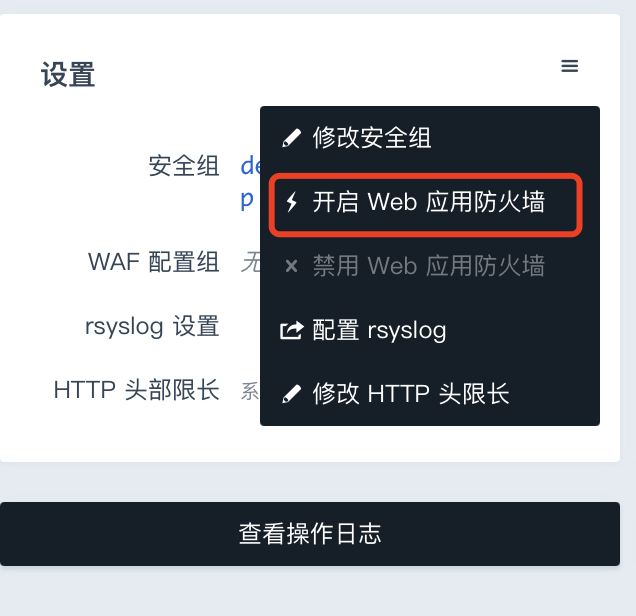 设置
安全组 de
p
WAF 配置组 无
rsyslog 设置
HTTP 头部限长 系
修改安全组
开启 Web 应用防火墙
禁用 Web 应用防火墙
配置 rsyslog
修改 HTTP 头限长
查看操作日志